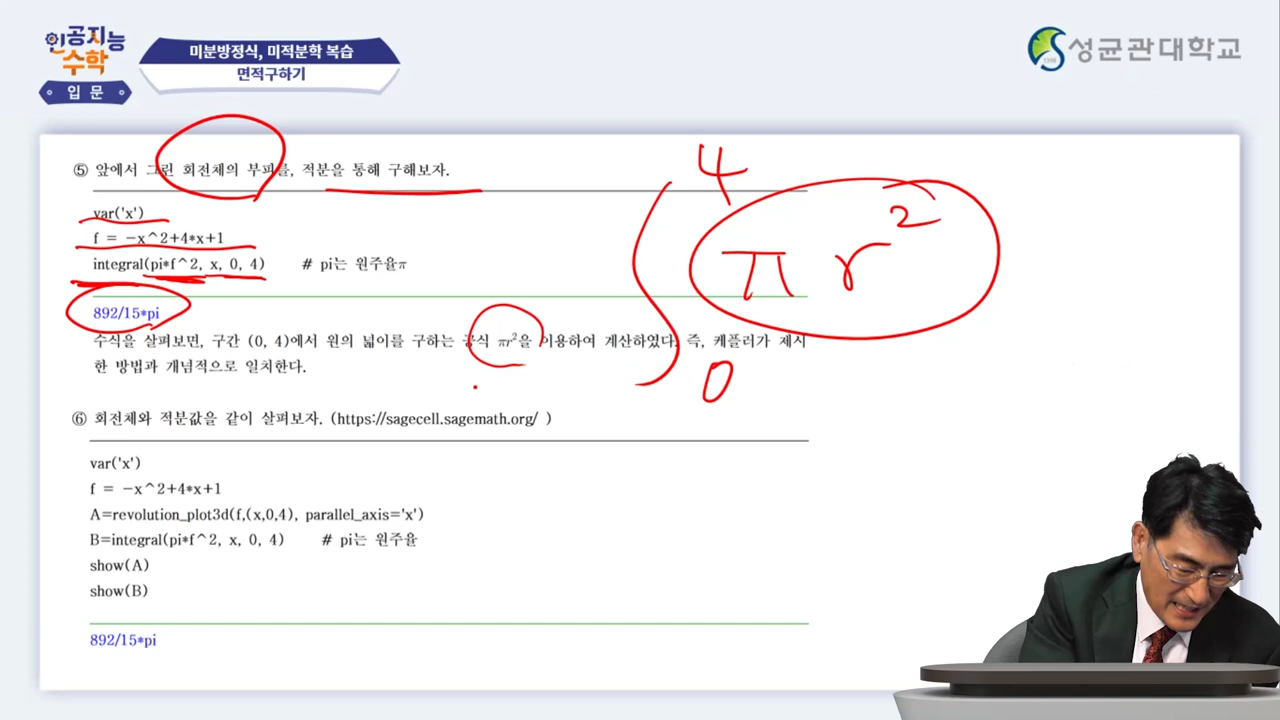 인공지능
수학
입문
미분방정식, 미적분학 복습
면적구하기
성균관대학교
⑤ 앞에서 그린 회전체의 부피를, 적분을 통해 구해보자.
var('x')
f = -x^2+4*x+1
integral(pi*f^2, x, 0, 4) # pi는 원주율π
892/15*pi
수식을 살펴보면, 구간 (0, 4)에서 원의 넓이를 구하는 공식 πr²을 이용하여 계산하였다. 즉, 케플러가 제시
한 방법과 개념적으로 일치한다.
4
π r²
0
⑥ 회전체와 적분값을 같이 살펴보자. (https://sagecell.sagemath.org/ )
var('x')
f = -x^2+4*x+1
A=revolution_plot3d(f,(x,0,4), parallel_axis='x')
B=integral(pi*f^2, x, 0, 4) # pi는 원주율
show(A)
show(B)
892/15*pi